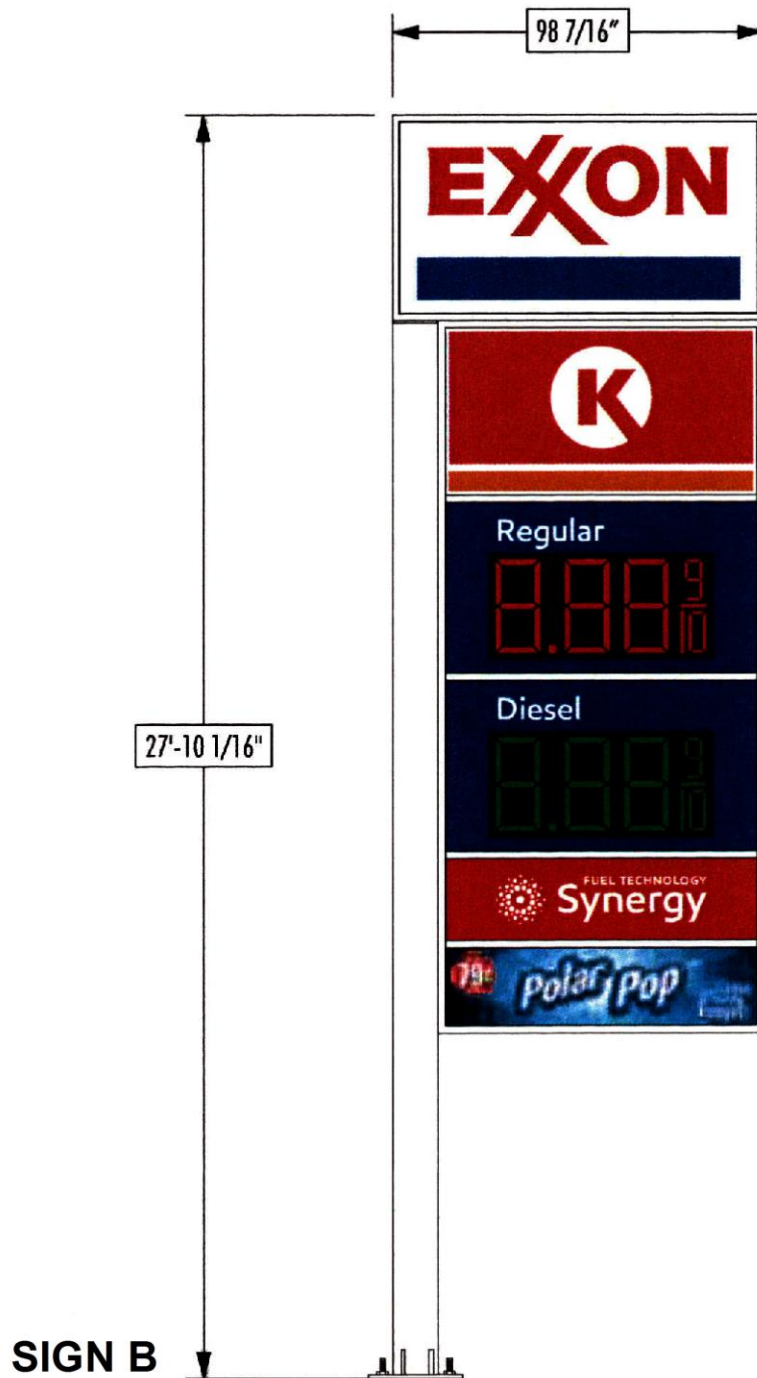 98 7/16"
EXXON
K
Regular
8.88 9/10
27'-10 1/16"
Diesel
8.88 9/10
FUEL TECHNOLOGY
Synergy
79¢
Polar Pop
SIGN B